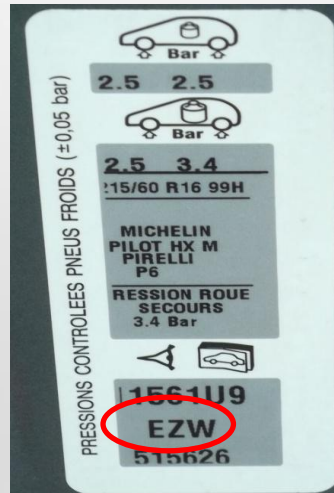 PRESSIONS CONTROLEES PNEUS FROIDS (±0,05 bar)
Bar
2.5 2.5
Bar
2.5 3.4
215/60 R16 99H
MICHELIN
PILOT HX M
PIRELLI
P6
RESSION ROUE
SECOURS
3.4 Bar
1561U9
EZW
515626